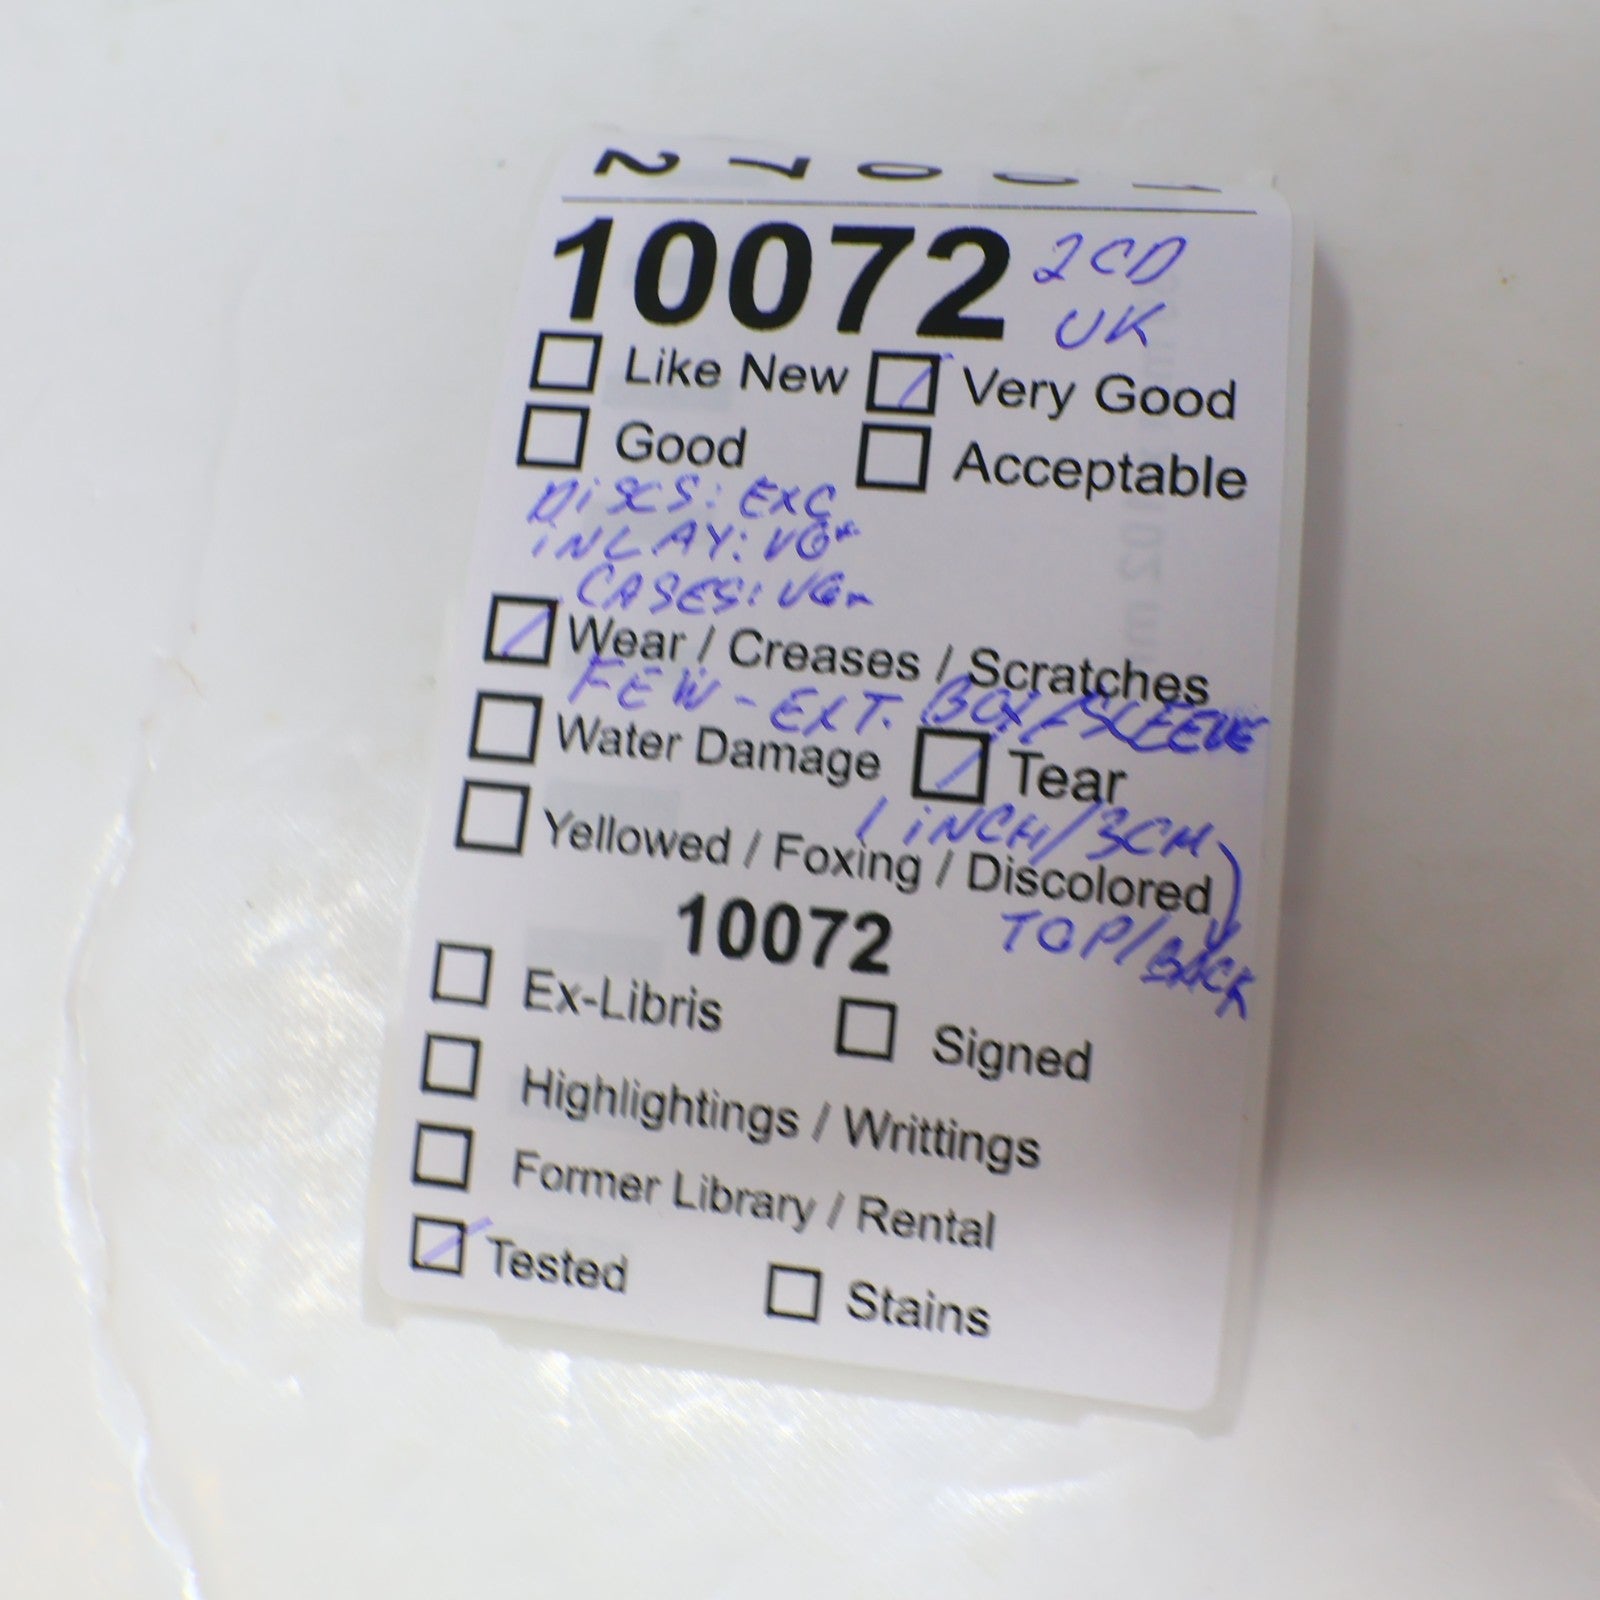 10072
10072 2CD
UK
Like New Very Good
Good Acceptable
DiSCS: EXC
iNLAY: VG+
CASES: VG+
Wear / Creases / Scratches
FEW - EXT. BOX/SLEEVE
Water Damage Tear
1 iNCH/3CM
Yellowed / Foxing / Discolored
10072 TOP/BACK
Ex-Libris Signed
Highlightings / Writtings
Former Library / Rental
Tested Stains